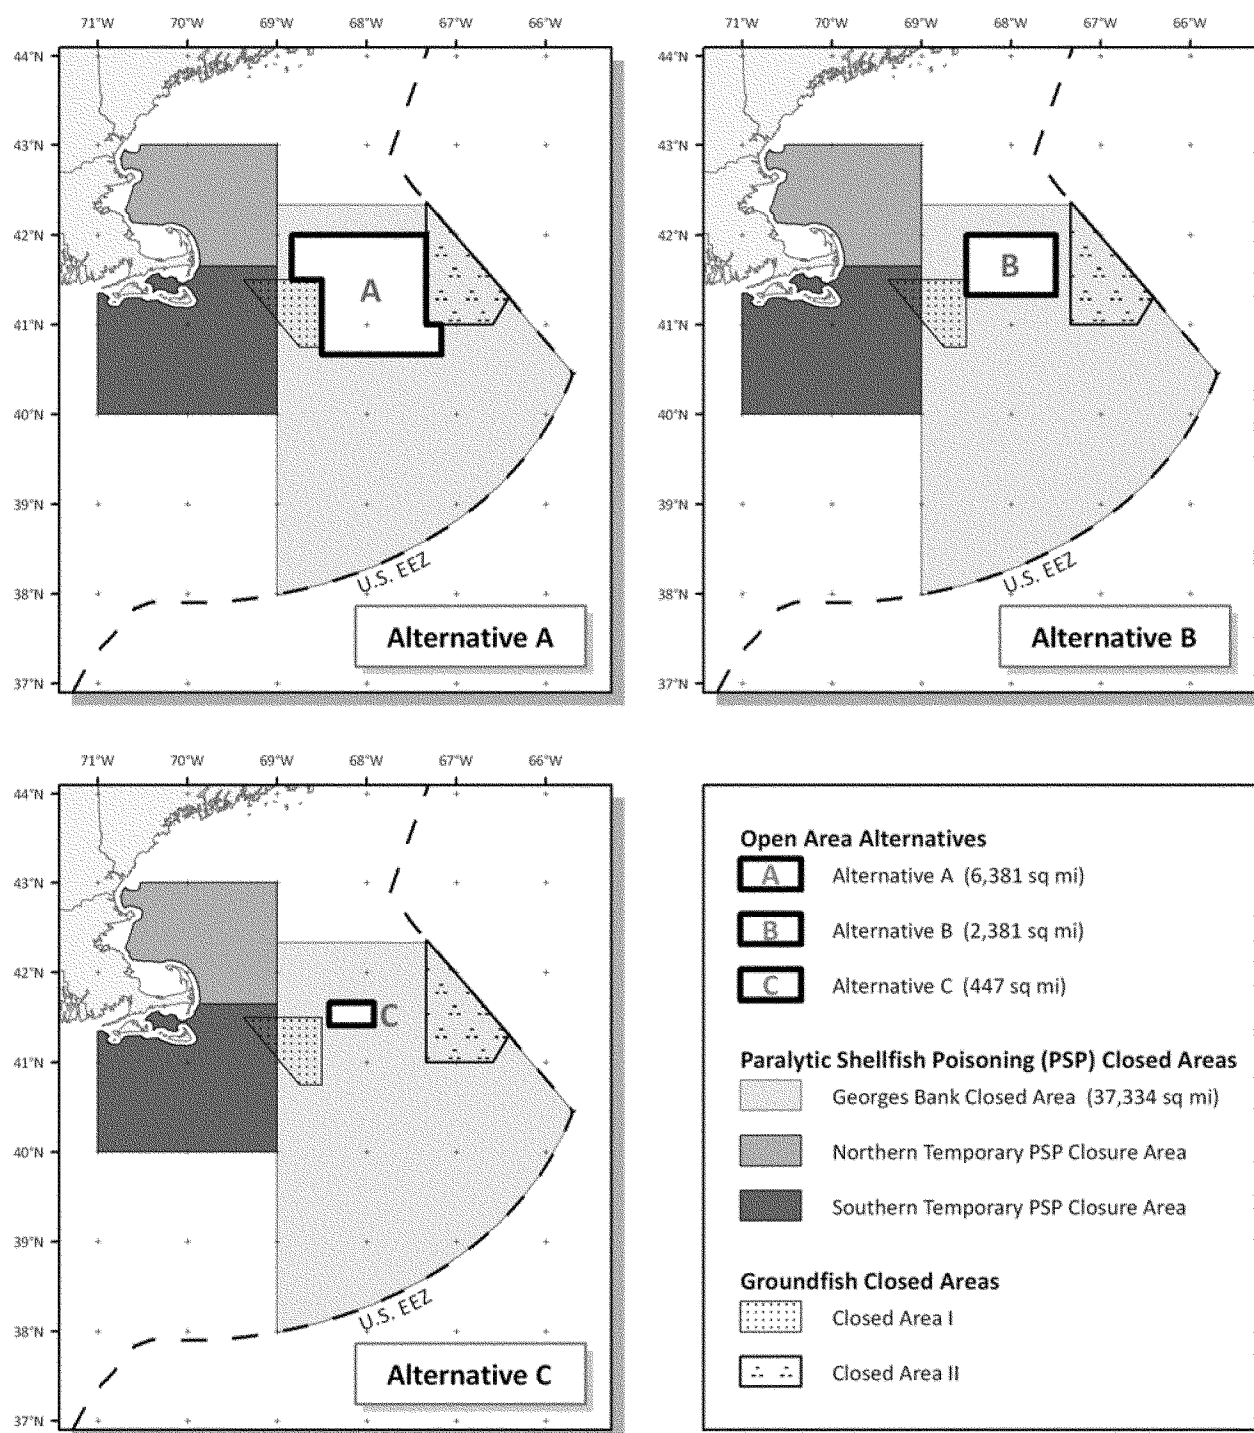 71°W 70°W 69°W 68°W 67°W 66°W
44°N
43°N
42°N
41°N
40°N
39°N
38°N
37°N
A
U.S. EEZ
Alternative A
71°W 70°W 69°W 68°W 67°W 66°W
44°N
43°N
42°N
41°N
40°N
39°N
38°N
37°N
B
U.S. EEZ
Alternative B
71°W 70°W 69°W 68°W 67°W 66°W
44°N
43°N
42°N
41°N
40°N
39°N
38°N
37°N
C
U.S. EEZ
Alternative C
Open Area Alternatives
A Alternative A (6,381 sq mi)
B Alternative B (2,381 sq mi)
C Alternative C (447 sq mi)
Paralytic Shellfish Poisoning (PSP) Closed Areas
Georges Bank Closed Area (37,334 sq mi)
Northern Temporary PSP Closure Area
Southern Temporary PSP Closure Area
Groundfish Closed Areas
Closed Area I
Closed Area II